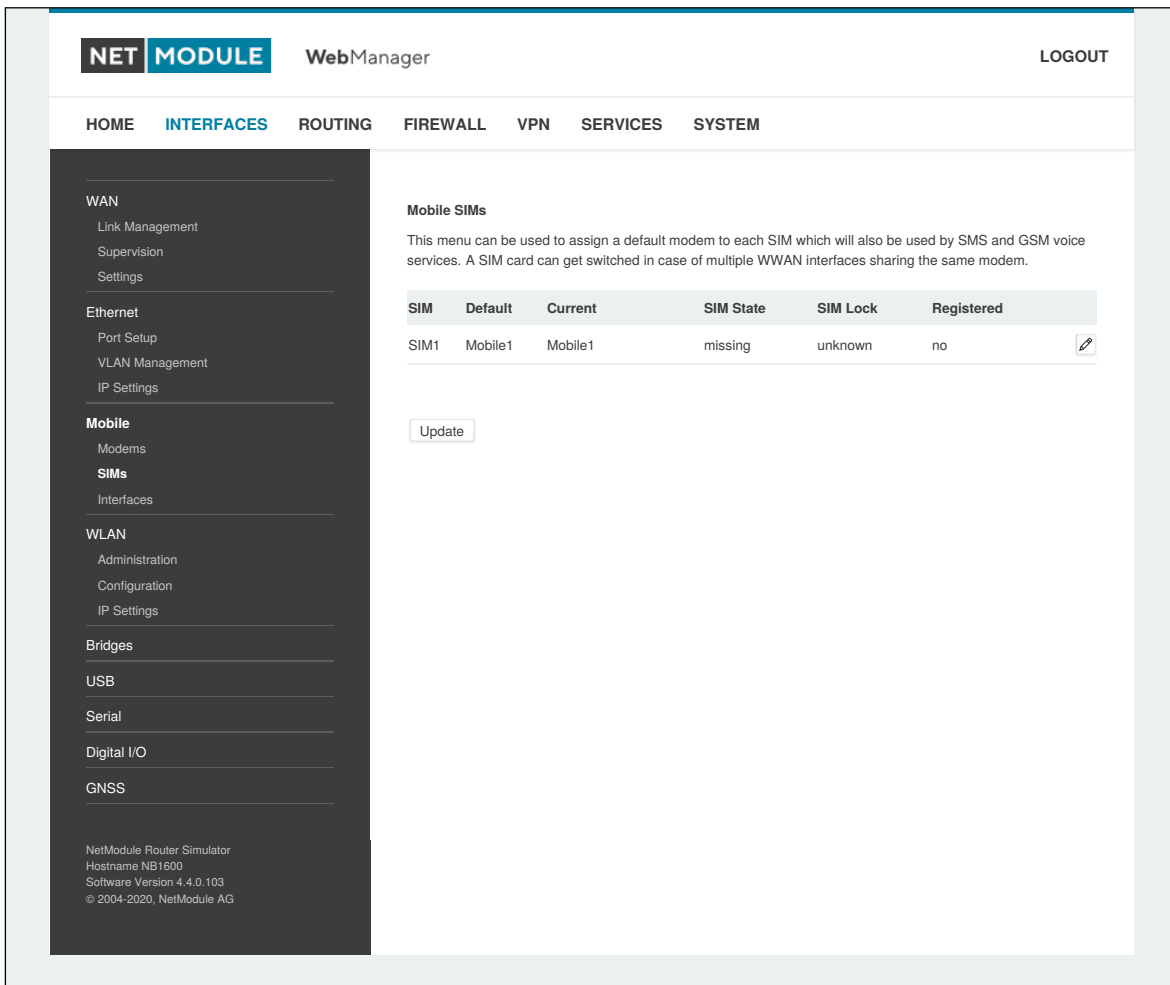 NET MODULE WebManager LOGOUT
HOME INTERFACES ROUTING FIREWALL VPN SERVICES SYSTEM
WAN
Link Management
Supervision
Settings
Ethernet
Port Setup
VLAN Management
IP Settings
Mobile
Modems
SIMs
Interfaces
WLAN
Administration
Configuration
IP Settings
Bridges
USB
Serial
Digital I/O
GNSS
NetModule Router Simulator
Hostname NB1600
Software Version 4.4.0.103
© 2004-2020, NetModule AG
Mobile SIMs
This menu can be used to assign a default modem to each SIM which will also be used by SMS and GSM voice
services. A SIM card can get switched in case of multiple WWAN interfaces sharing the same modem.
SIM Default Current SIM State SIM Lock Registered
SIM1 Mobile1 Mobile1 missing unknown no
Update